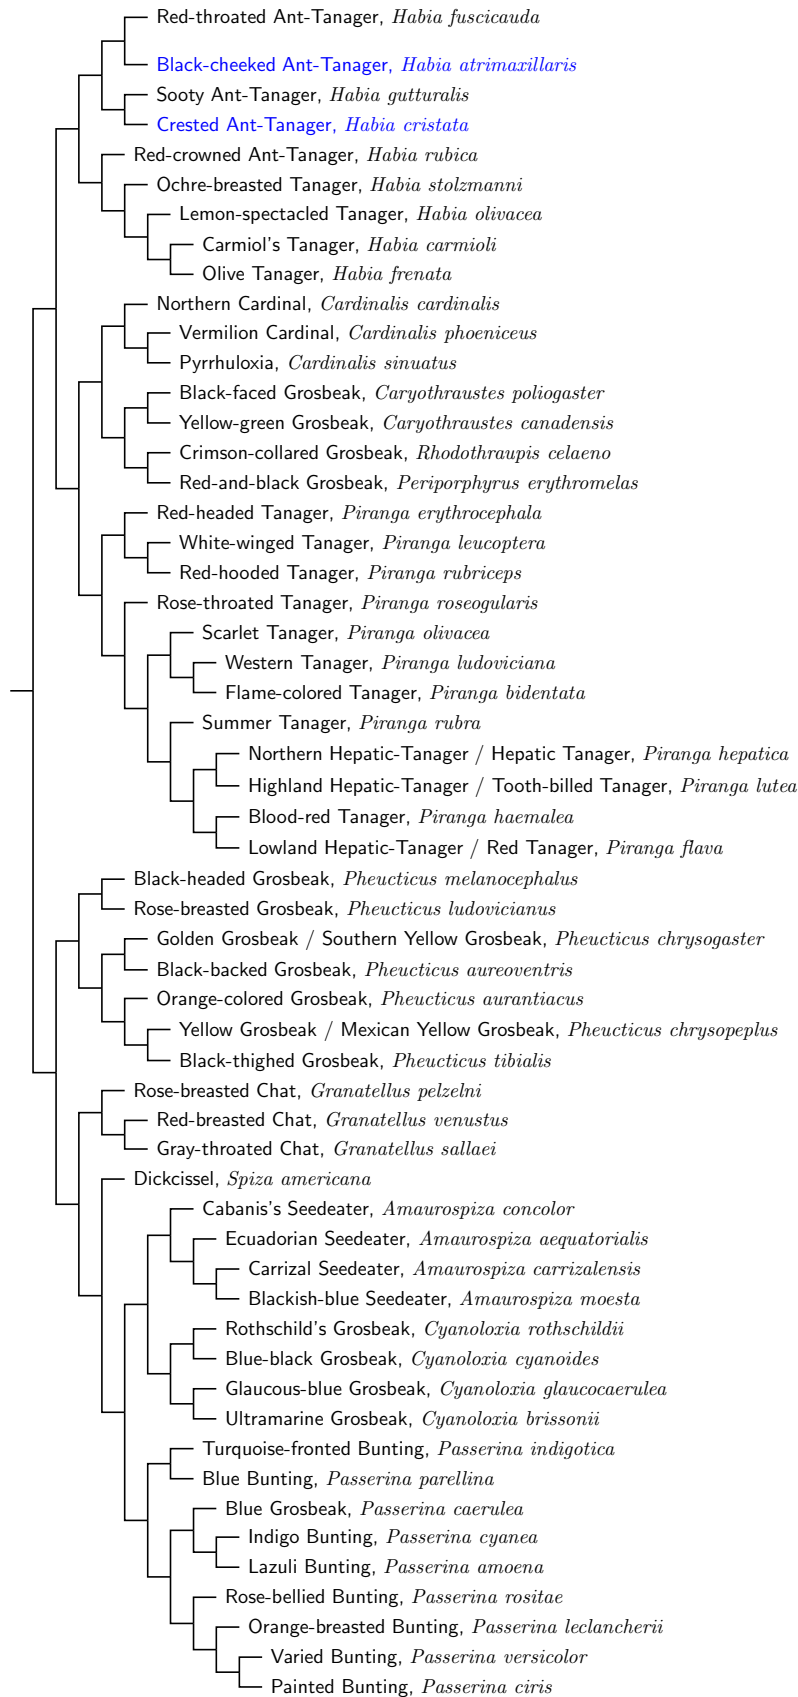 Red-throated Ant-Tanager, Habia fuscicauda
Black-cheeked Ant-Tanager, Habia atrimaxillaris
Sooty Ant-Tanager, Habia gutturalis
Crested Ant-Tanager, Habia cristata
Red-crowned Ant-Tanager, Habia rubica
Ochre-breasted Tanager, Habia stolzmanni
Lemon-spectacled Tanager, Habia olivacea
Carmiol's Tanager, Habia carmioli
Olive Tanager, Habia frenata
Northern Cardinal, Cardinalis cardinalis
Vermilion Cardinal, Cardinalis phoeniceus
Pyrrhuloxia, Cardinalis sinuatus
Black-faced Grosbeak, Caryothraustes poliogaster
Yellow-green Grosbeak, Caryothraustes canadensis
Crimson-collared Grosbeak, Rhodothraupis celaeno
Red-and-black Grosbeak, Periporphyrus erythromelas
Red-headed Tanager, Piranga erythrocephala
White-winged Tanager, Piranga leucoptera
Red-hooded Tanager, Piranga rubriceps
Rose-throated Tanager, Piranga roseogularis
Scarlet Tanager, Piranga olivacea
Western Tanager, Piranga ludoviciana
Flame-colored Tanager, Piranga bidentata
Summer Tanager, Piranga rubra
Northern Hepatic-Tanager / Hepatic Tanager, Piranga hepatica
Highland Hepatic-Tanager / Tooth-billed Tanager, Piranga lutea
Blood-red Tanager, Piranga haemalea
Lowland Hepatic-Tanager / Red Tanager, Piranga flava
Black-headed Grosbeak, Pheucticus melanocephalus
Rose-breasted Grosbeak, Pheucticus ludovicianus
Golden Grosbeak / Southern Yellow Grosbeak, Pheucticus chrysogaster
Black-backed Grosbeak, Pheucticus aureoventris
Orange-colored Grosbeak, Pheucticus aurantiacus
Yellow Grosbeak / Mexican Yellow Grosbeak, Pheucticus chrysopeplus
Black-thighed Grosbeak, Pheucticus tibialis
Rose-breasted Chat, Granatellus pelzelni
Red-breasted Chat, Granatellus venustus
Gray-throated Chat, Granatellus sallaei
Dickcissel, Spiza americana
Cabanis's Seedeater, Amaurospiza concolor
Ecuadorian Seedeater, Amaurospiza aequatorialis
Carrizal Seedeater, Amaurospiza carrizalensis
Blackish-blue Seedeater, Amaurospiza moesta
Rothschild's Grosbeak, Cyanoloxia rothschildii
Blue-black Grosbeak, Cyanoloxia cyanoides
Glaucous-blue Grosbeak, Cyanoloxia glaucocaerulea
Ultramarine Grosbeak, Cyanoloxia brissonii
Turquoise-fronted Bunting, Passerina indigotica
Blue Bunting, Passerina parellina
Blue Grosbeak, Passerina caerulea
Indigo Bunting, Passerina cyanea
Lazuli Bunting, Passerina amoena
Rose-bellied Bunting, Passerina rositae
Orange-breasted Bunting, Passerina leclancherii
Varied Bunting, Passerina versicolor
Painted Bunting, Passerina ciris